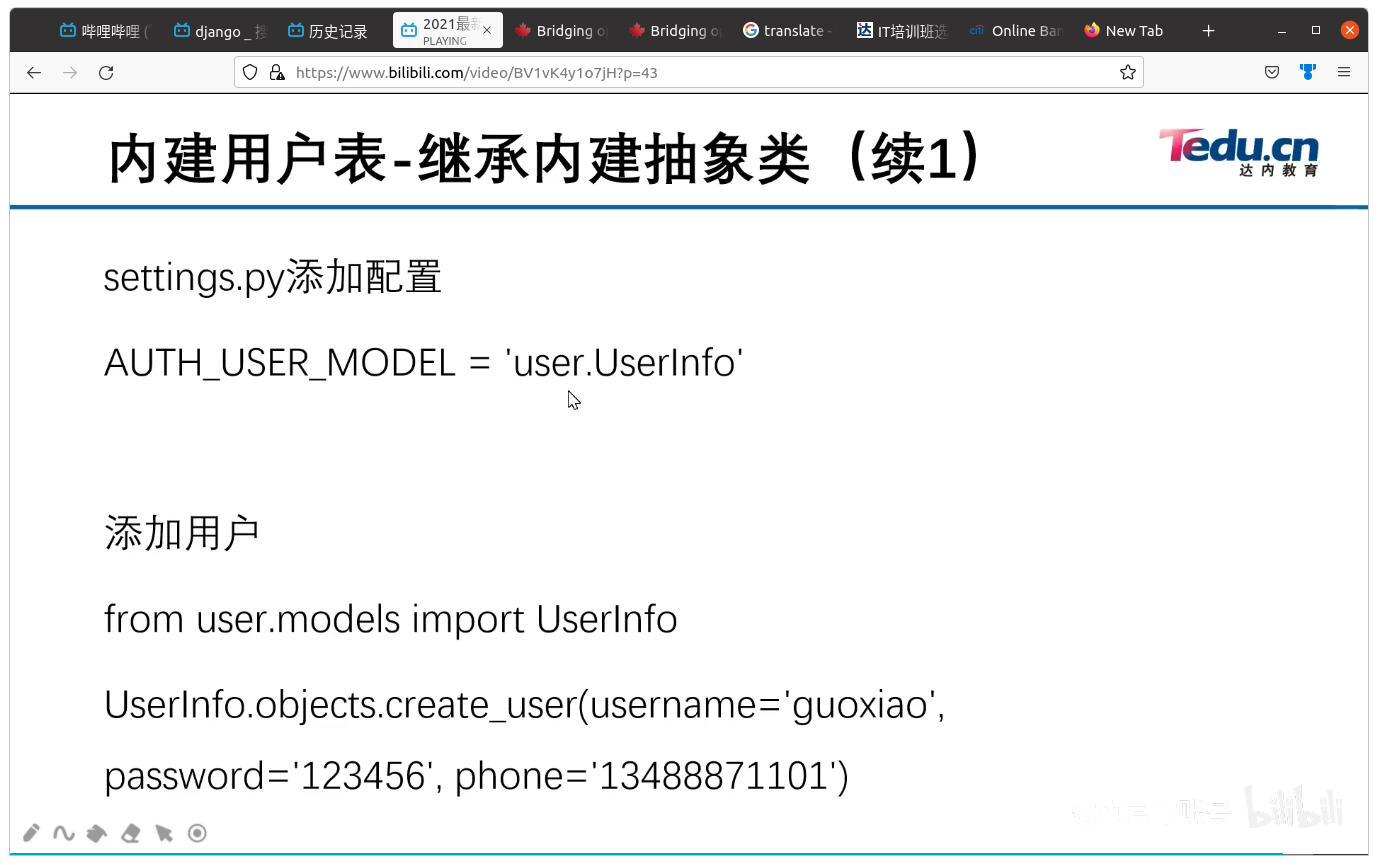 哔哩哔哩 (
django _ 搜
历史记录
2021最新
PLAYING
Bridging o
Bridging o
translate -
IT培训班选
citi
Online Ban
New Tab
https://www.bilibili.com/video/BV1vK4y1o7jH?p=43
内建用户表-继承内建抽象类（续1）
Tedu.cn
达内教育
settings.py添加配置
AUTH_USER_MODEL = 'user.UserInfo'
添加用户
from user.models import UserInfo
UserInfo.objects.create_user(username='guoxiao',
password='123456', phone='13488871101')
bilibili